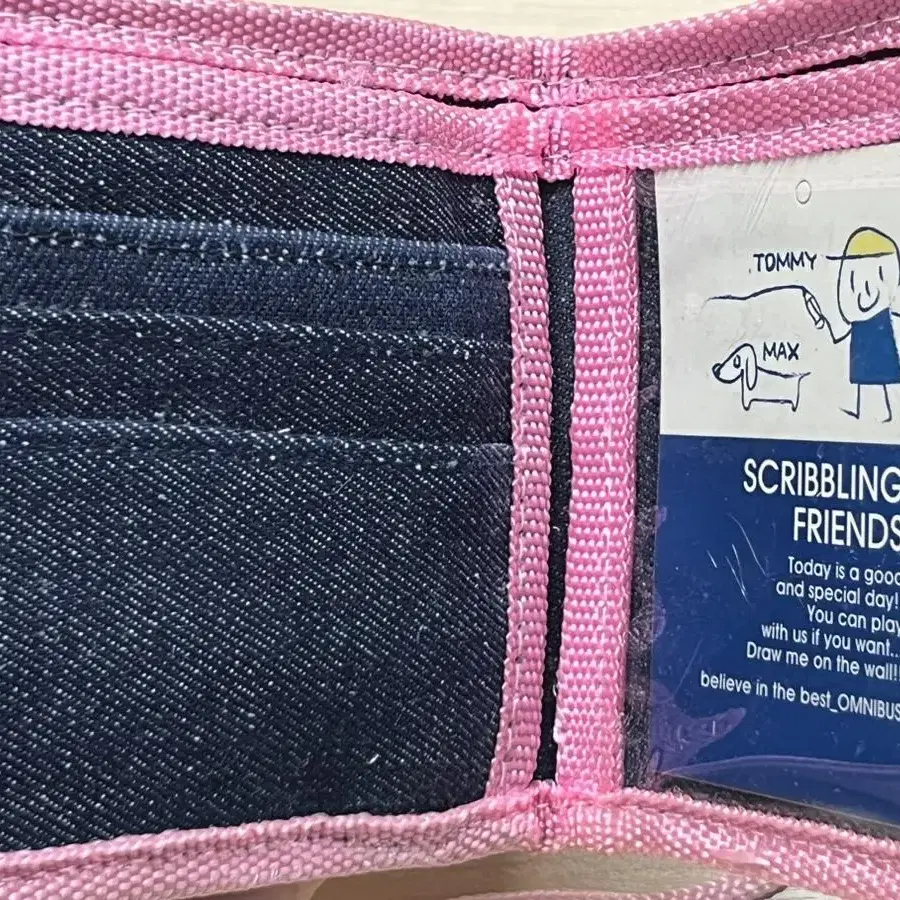 TOMMY
MAX
SCRIBBLING
FRIENDS
Today is a good
and special day!
You can play
with us if you want..
Draw me on the wall!!
believe in the best_OMNIBUS